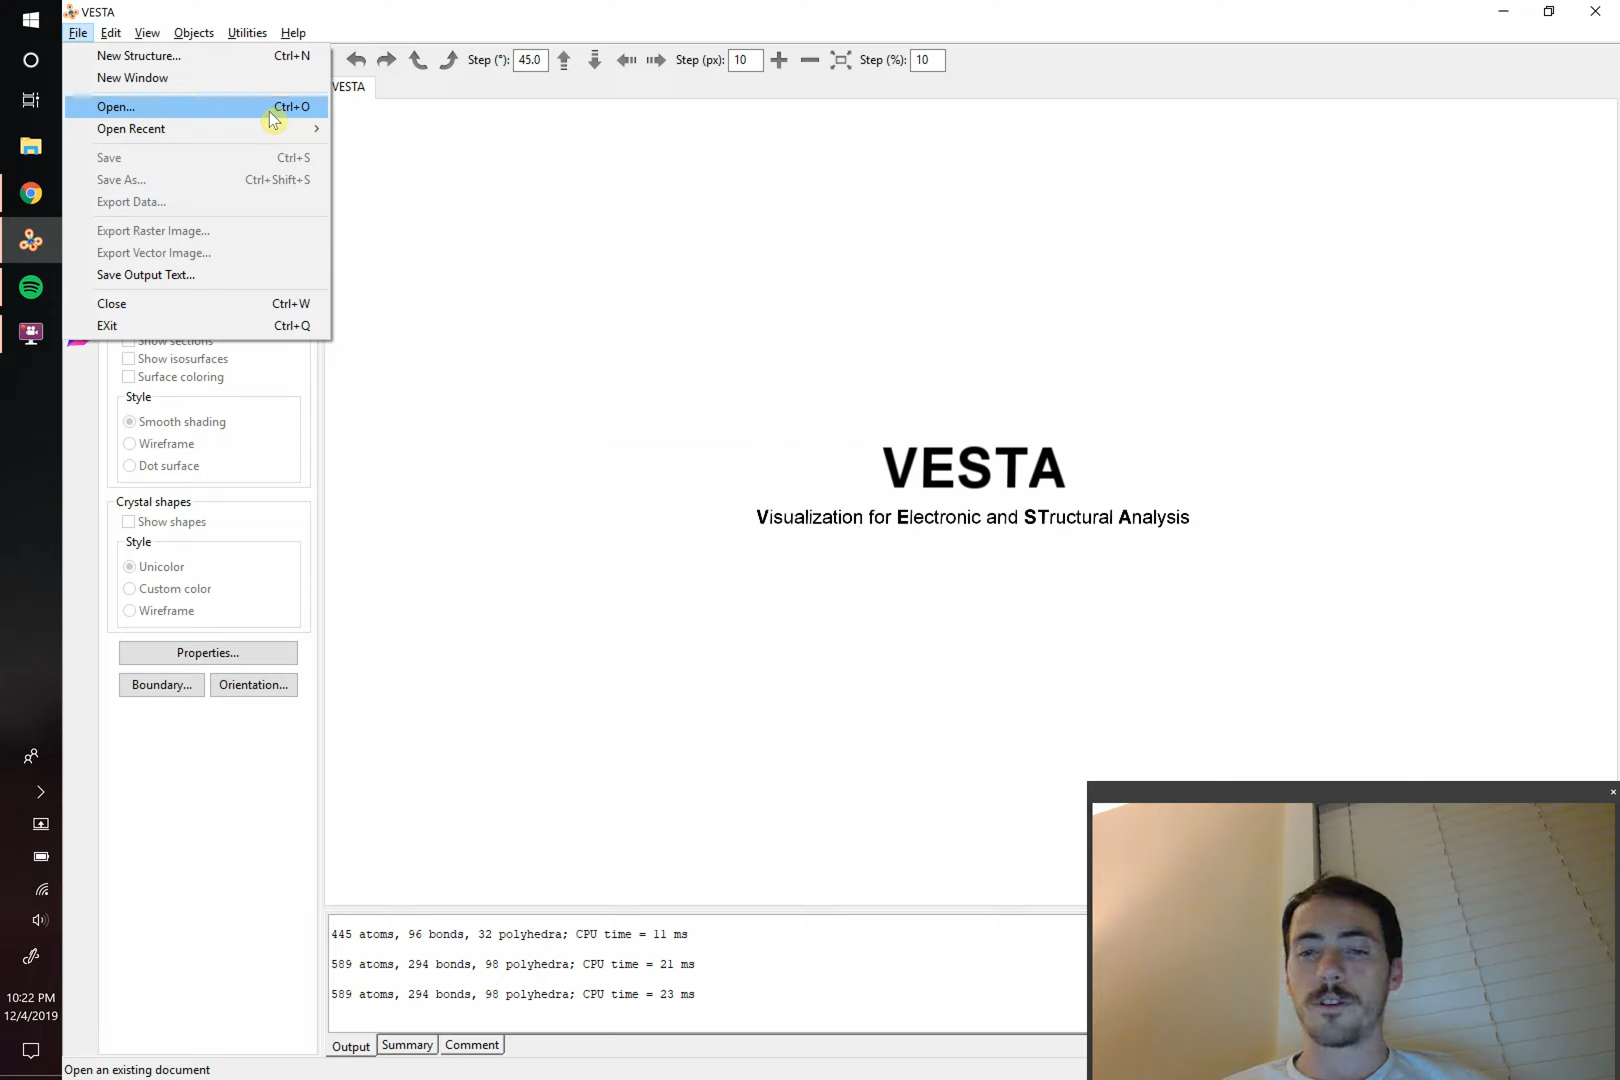 VESTA
File Edit View Objects Utilities Help
New Structure... Ctrl+N
New Window
Open... Ctrl+O
Open Recent
Save Ctrl+S
Save As... Ctrl+Shift+S
Export Data...
Export Raster Image...
Export Vector Image...
Save Output Text...
Close Ctrl+W
EXit Ctrl+Q
Step (°): 45.0 Step (px): 10 Step (%): 10
VESTA
Show sections
Show isosurfaces
Surface coloring
Style
Smooth shading
Wireframe
Dot surface
Crystal shapes
Show shapes
Style
Unicolor
Custom color
Wireframe
Properties...
Boundary... Orientation...
VESTA
Visualization for Electronic and STructural Analysis
445 atoms, 96 bonds, 32 polyhedra; CPU time = 11 ms
589 atoms, 294 bonds, 98 polyhedra; CPU time = 21 ms
589 atoms, 294 bonds, 98 polyhedra; CPU time = 23 ms
Output Summary Comment
Open an existing document
10:22 PM
12/4/2019